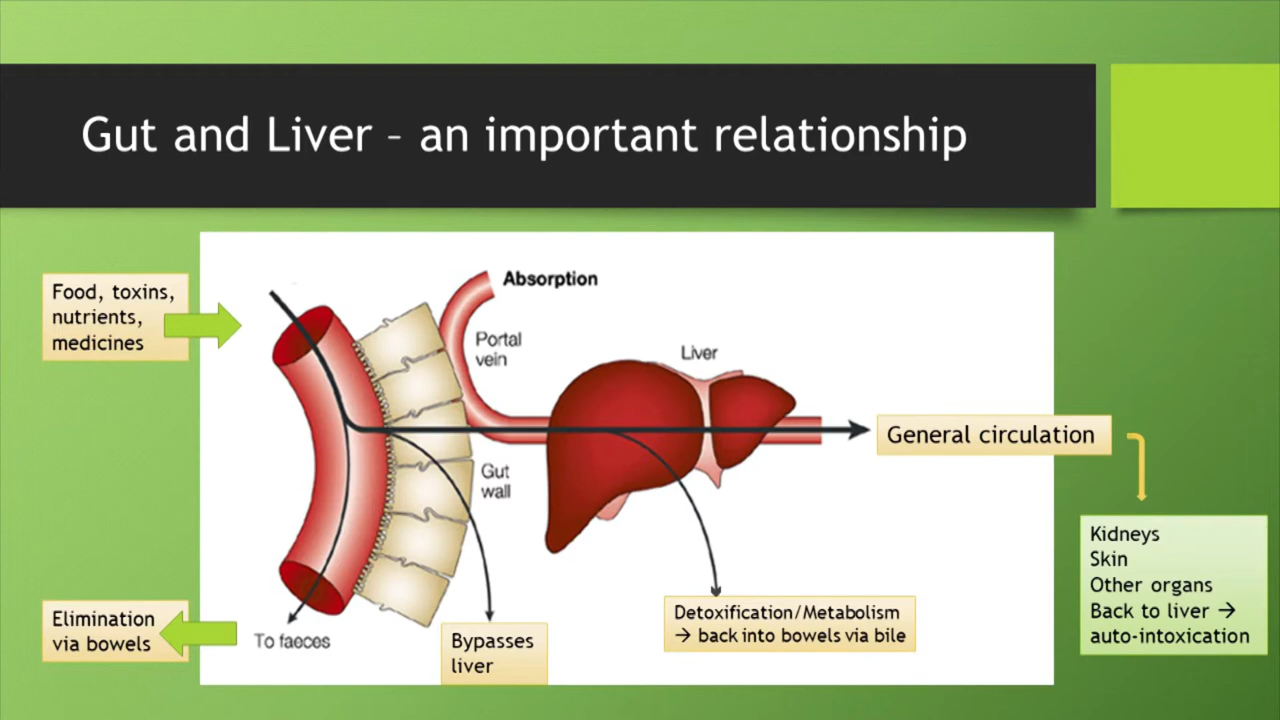 Gut and Liver – an important relationship
Food, toxins,
nutrients,
medicines
Absorption
Portal
vein
Liver
General circulation
Gut
wall
Kidneys
Skin
Other organs
Back to liver →
auto-intoxication
Elimination
via bowels
To faeces
Bypasses
liver
Detoxification/Metabolism
→ back into bowels via bile